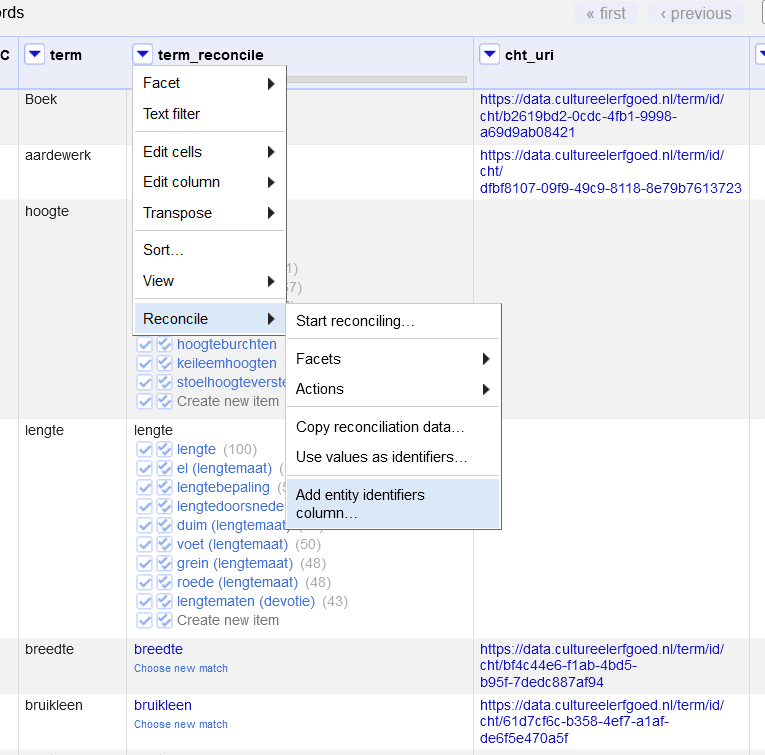 rds
« first ‹ previous
C term term_reconcile cht_uri
Boek
https://data.cultureelerfgoed.nl/term/id/
cht/b2619bd2-0cdc-4fb1-9998-
a69d9ab08421
aardewerk
https://data.cultureelerfgoed.nl/term/id/
cht/
dfbf8107-09f9-49c9-8118-8e79b7613723
hoogte
Facet
Text filter
Edit cells
Edit column
Transpose
Sort…
View
Reconcile
1)
57)
Start reconciling…
Facets
Actions
Copy reconciliation data…
Use values as identifiers…
Add entity identifiers
column…
hoogteburchten
keileemhoogten
stoelhoogteverste
Create new item
lengte
lengte
lengte (100)
el (lengtemaat) (
lengtebepaling (5
lengtedoorsnede
duim (lengtemaat)
voet (lengtemaat) (50)
grein (lengtemaat) (48)
roede (lengtemaat) (48)
lengtematen (devotie) (43)
Create new item
breedte
breedte
Choose new match
https://data.cultureelerfgoed.nl/term/id/
cht/bf4c44e6-f1ab-4bd5-
b95f-7dedc887af94
bruikleen
bruikleen
Choose new match
https://data.cultureelerfgoed.nl/term/id/
cht/61d7cf6c-b358-4ef7-a1af-
de6f5e470a5f